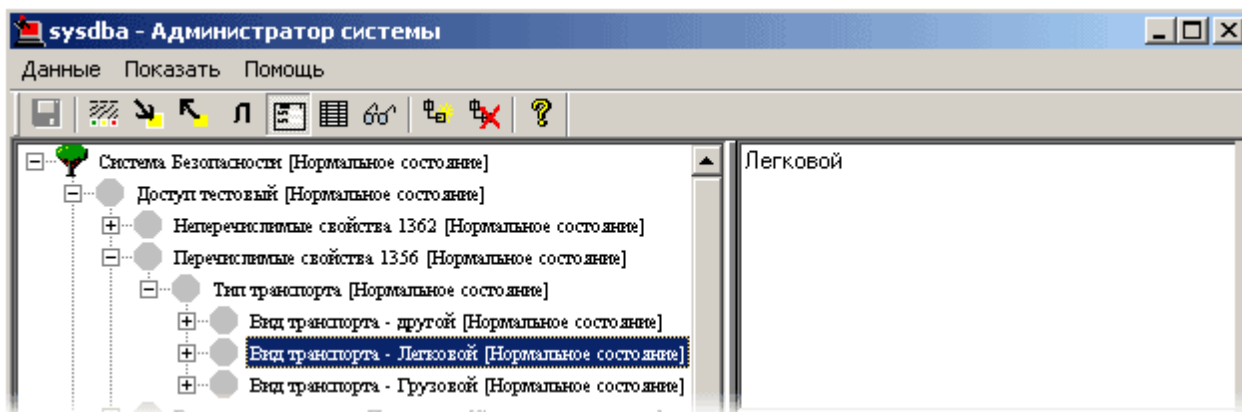 sysdba - Администратор системы
Данные Показать Помощь
Л
Система Безопасности [Нормальное состояние]
Легковой
Доступ тестовый [Нормальное состояние]
Неперечислимые свойства 1362 [Нормальное состояние]
Перечислимые свойства 1356 [Нормальное состояние]
Тип транспорта [Нормальное состояние]
Вид транспорта - другой [Нормальное состояние]
Вид транспорта - Легковой [Нормальное состояние]
Вид транспорта - Грузовой [Нормальное состояние]